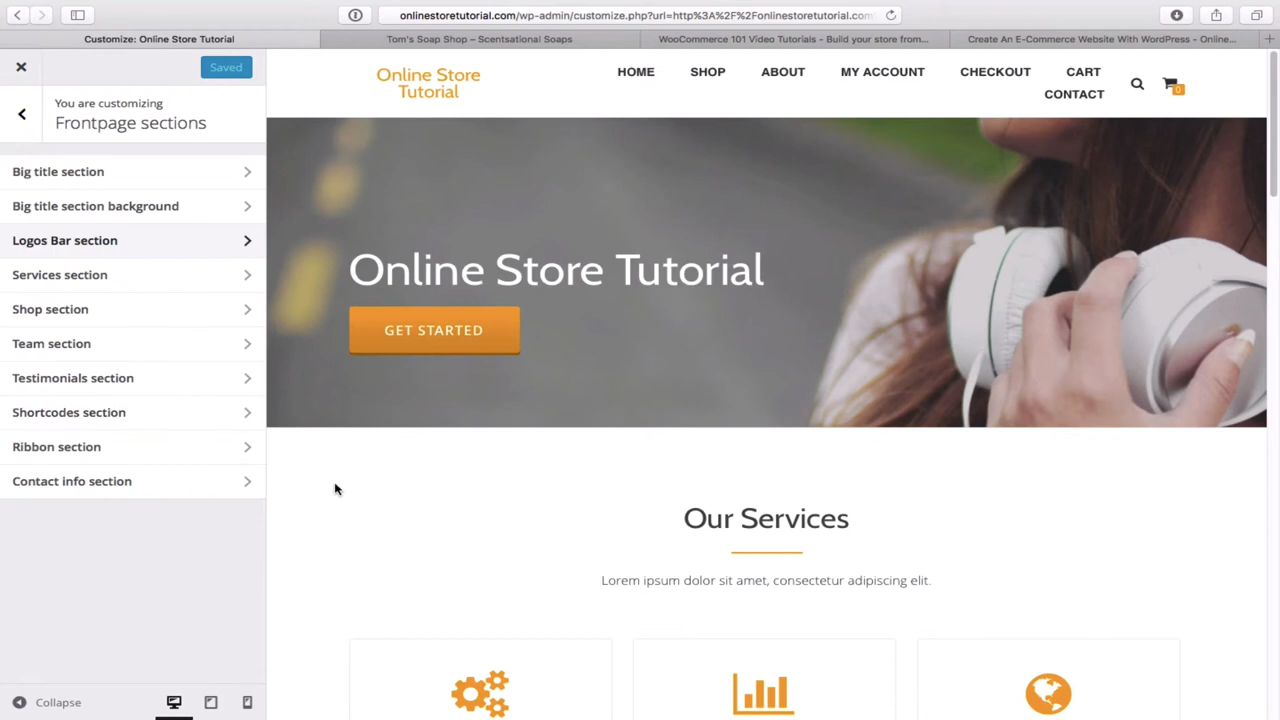 onlinestoretutorial.com/wp-admin/customize.php?url=http%3A%2F%2Fonlinestoretutorial.com
Customize: Online Store Tutorial
Tom's Soap Shop – Scentsational Soaps
WooCommerce 101 Video Tutorials - Build your store from...
Create An E-Commerce Website With WordPress - Online...
Saved
You are customizing
Frontpage sections
Big title section
Big title section background
Logos Bar section
Services section
Shop section
Team section
Testimonials section
Shortcodes section
Ribbon section
Contact info section
Collapse
Online Store
Tutorial
HOME SHOP ABOUT MY ACCOUNT CHECKOUT CART
CONTACT
0
Online Store Tutorial
GET STARTED
Our Services
Lorem ipsum dolor sit amet, consectetur adipiscing elit.